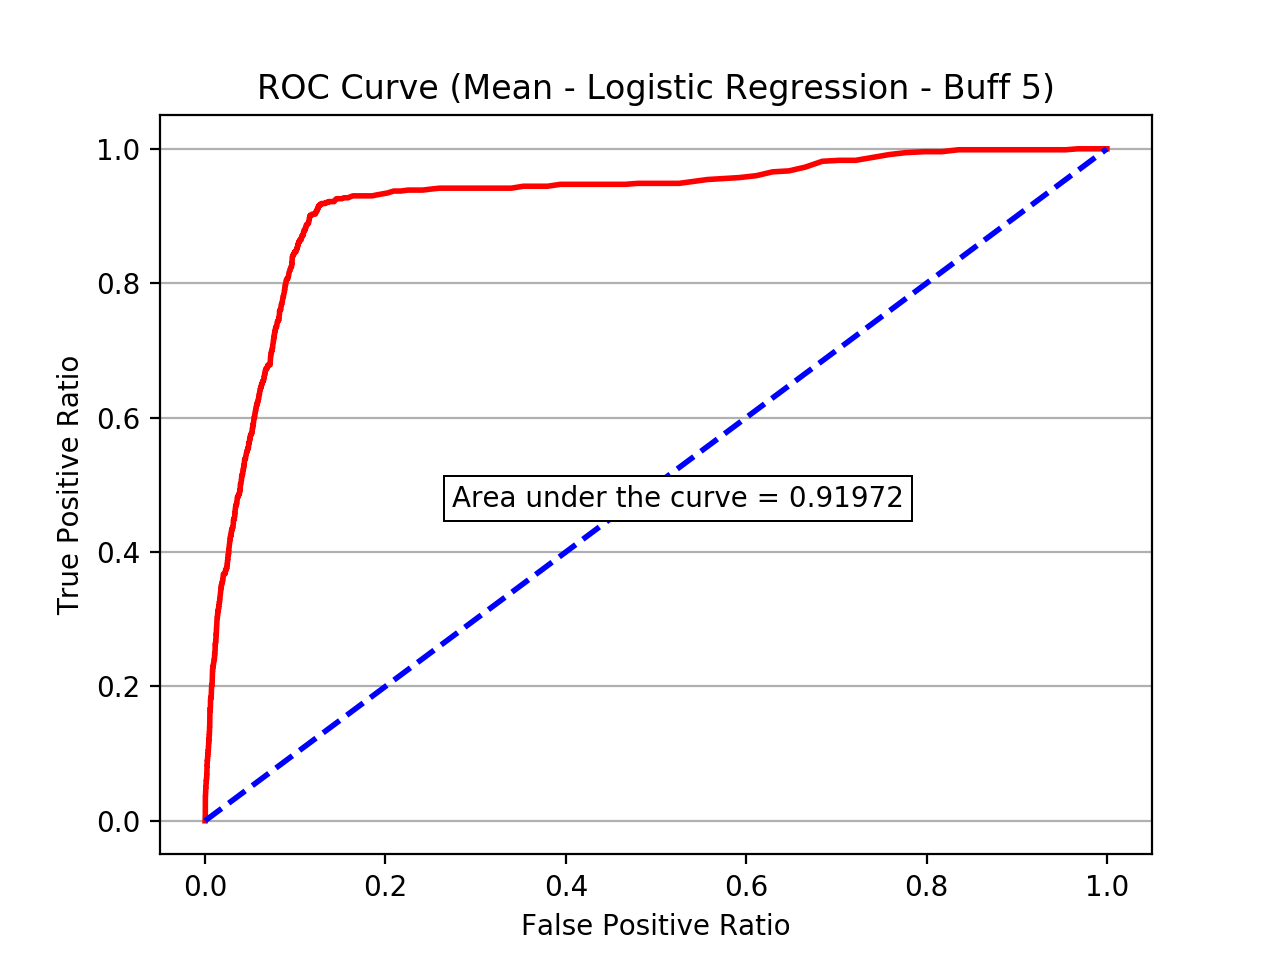 ROC Curve (Mean - Logistic Regression - Buff 5)
True Positive Ratio
1.0
0.8
0.6
0.4
0.2
0.0
Area under the curve = 0.91972
0.0 0.2 0.4 0.6 0.8 1.0
False Positive Ratio